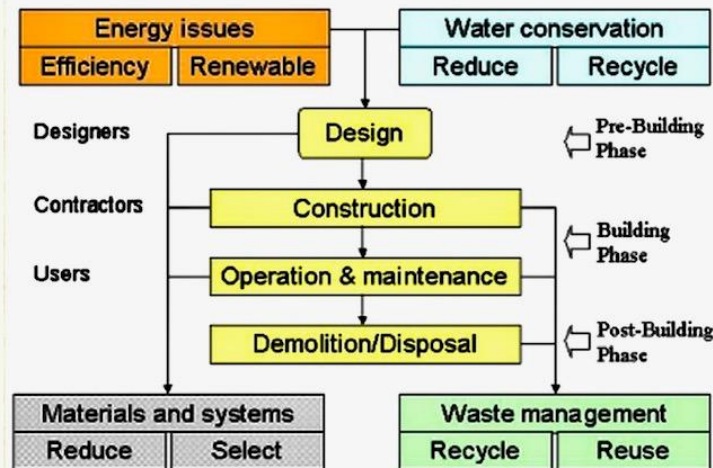 Energy issues
Efficiency
Renewable
Water conservation
Reduce
Recycle
Designers
Design
Pre-Building
Phase
Contractors
Construction
Building
Phase
Users
Operation & maintenance
Demolition/Disposal
Post-Building
Phase
Materials and systems
Reduce
Select
Waste management
Recycle
Reuse